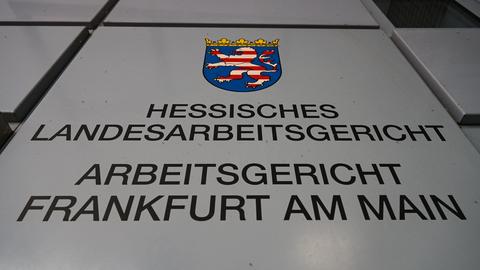 HESSISCHES
LANDESARBEITSGERICHT
ARBEITSGERICHT
FRANKFURT AM MAIN